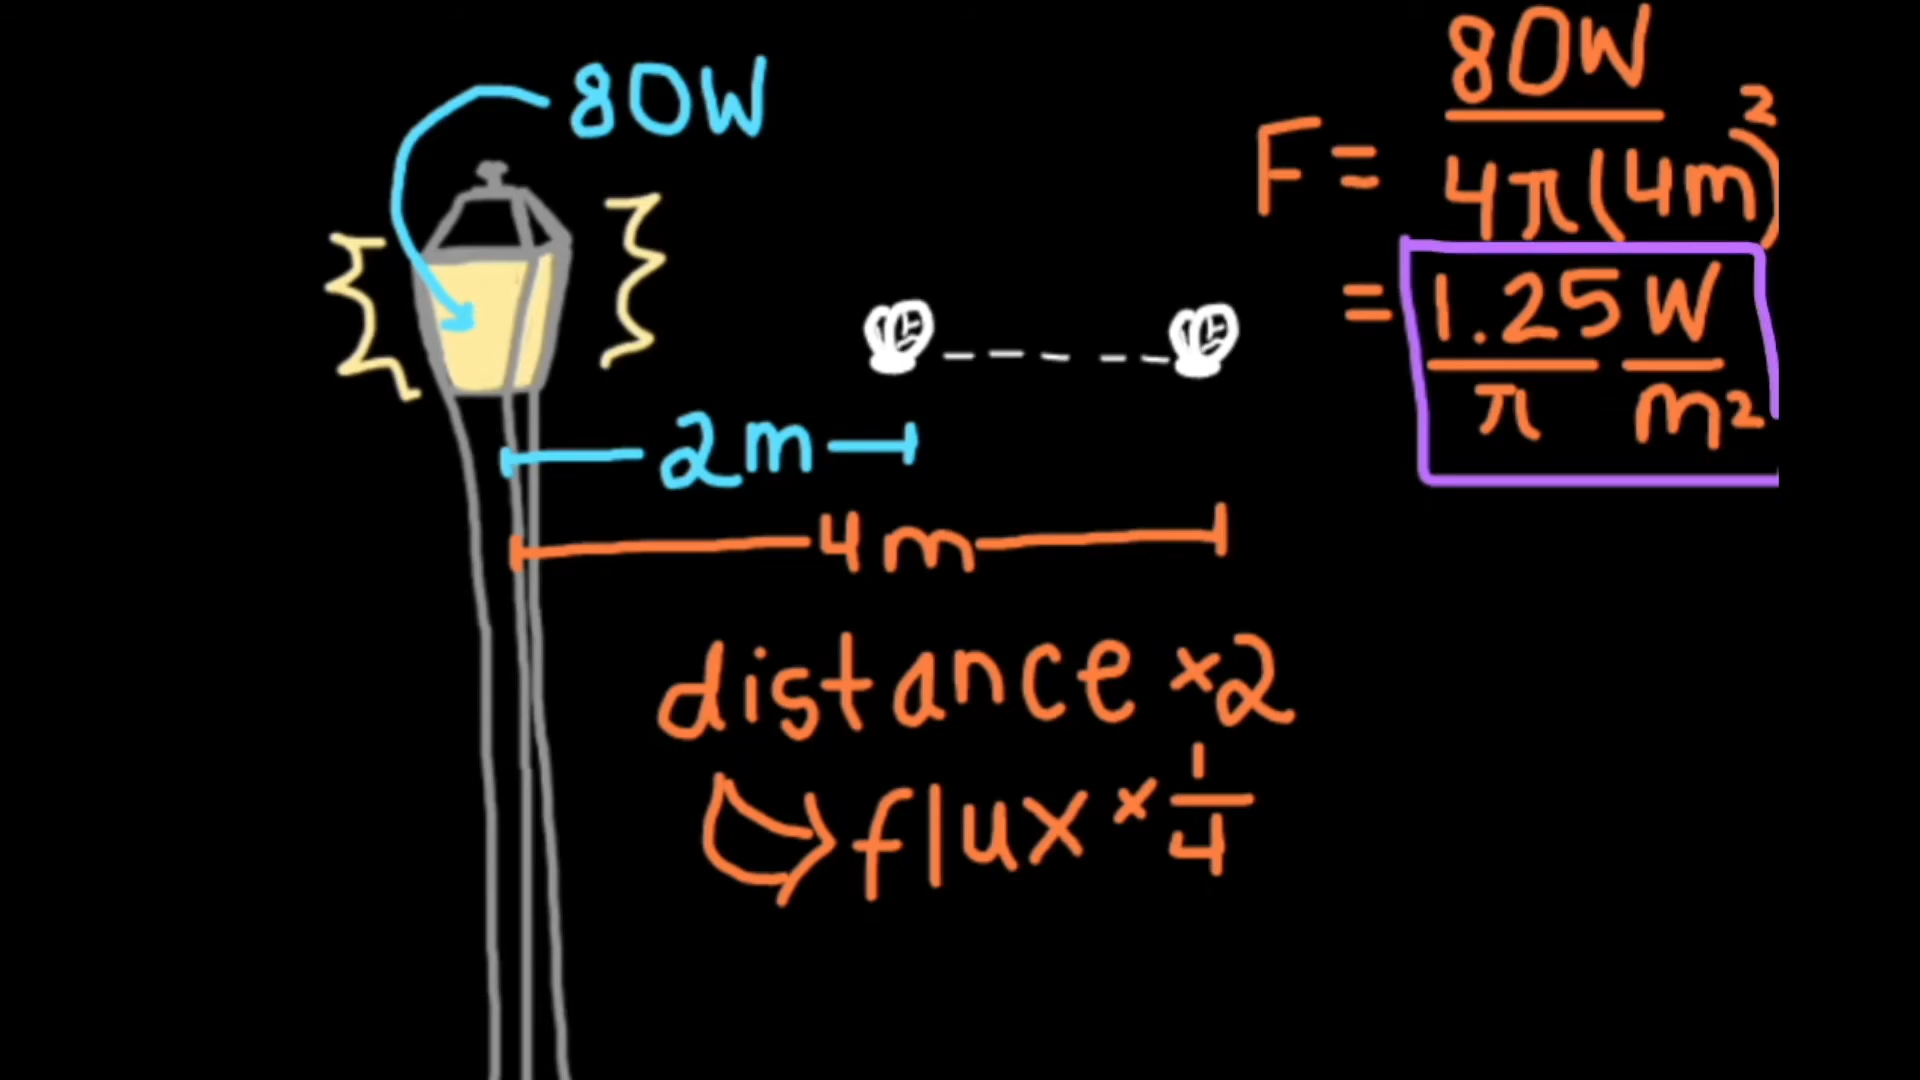 80W
F = 80W / 4π(4m)²
= 1.25/π W/m²
2m
4m
distance ×2
flux × 1/4